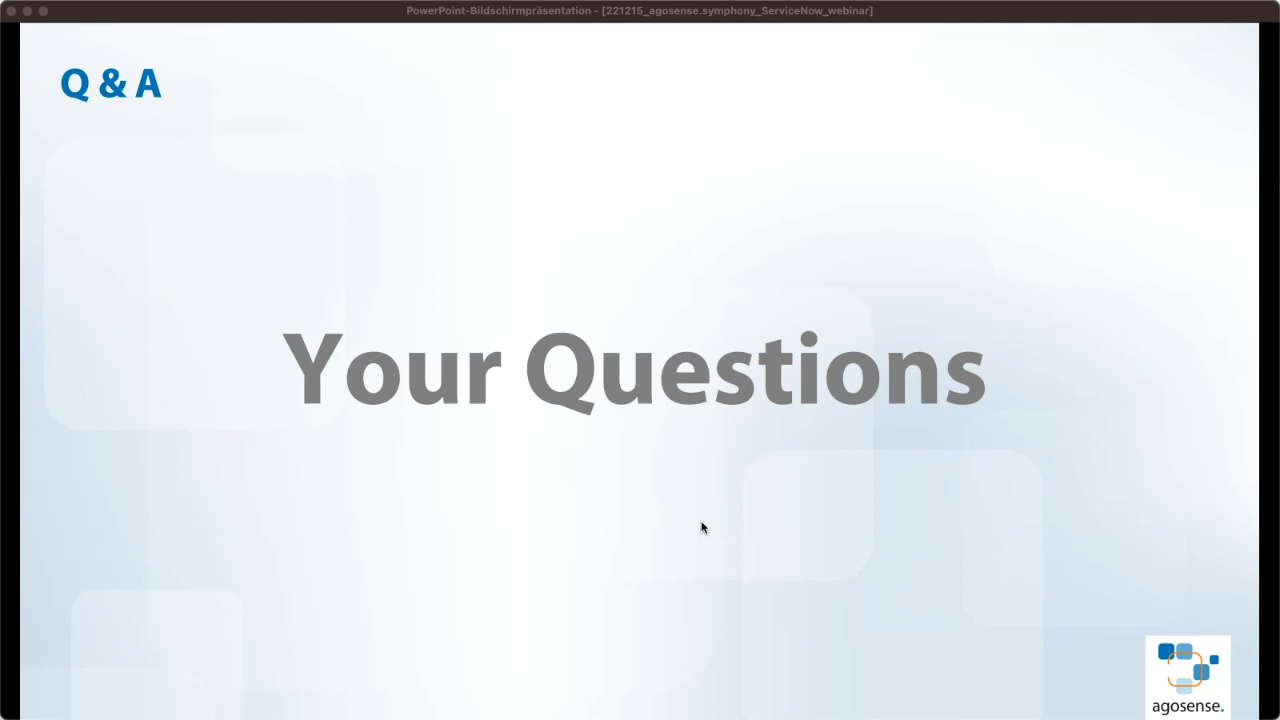 PowerPoint-Bildschirmpräsentation - [221215_agosense.symphony_ServiceNow_webinar]
Q & A
Your Questions
agosense.